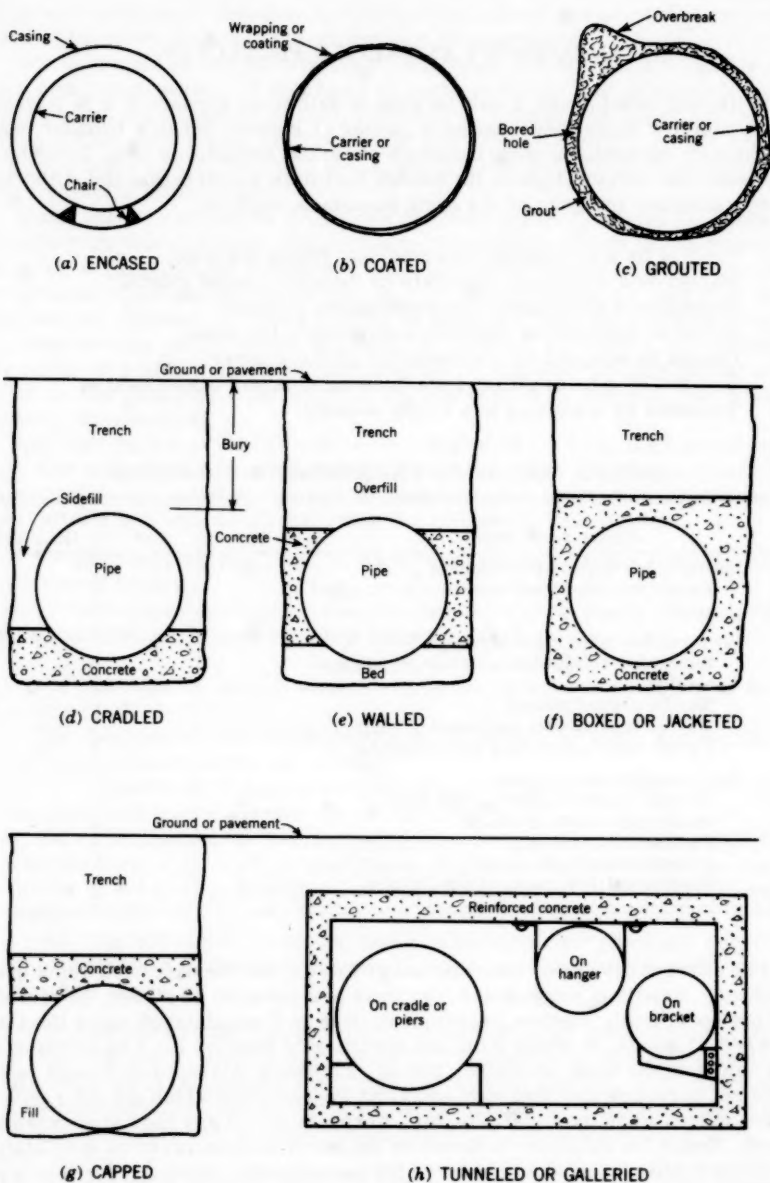 Casing
Carrier
Chair
(a) ENCASED
Wrapping or
coating
Carrier or
casing
(b) COATED
Overbreak
Bored
hole
Carrier or
casing
Grout
(c) GROUTED
Ground or pavement
Trench
Bury
Sidefill
Pipe
Concrete
(d) CRADLED
Trench
Overfill
Concrete
Pipe
Bed
(e) WALLED
Trench
Pipe
Concrete
(f) BOXED OR JACKETED
Ground or pavement
Trench
Concrete
Fill
(g) CAPPED
Reinforced concrete
On cradle or
piers
On
hanger
On
bracket
(h) TUNNELED OR GALLERIED